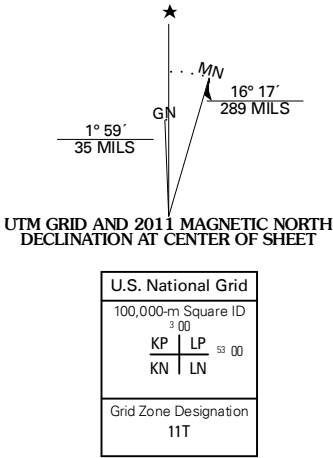 ★
MN
GN
16° 17´
289 MILS
1° 59´
35 MILS
UTM GRID AND 2011 MAGNETIC NORTH
DECLINATION AT CENTER OF SHEET
U.S. National Grid
100,000-m Square ID
3 00
KP LP
53 00
KN LN
Grid Zone Designation
11T